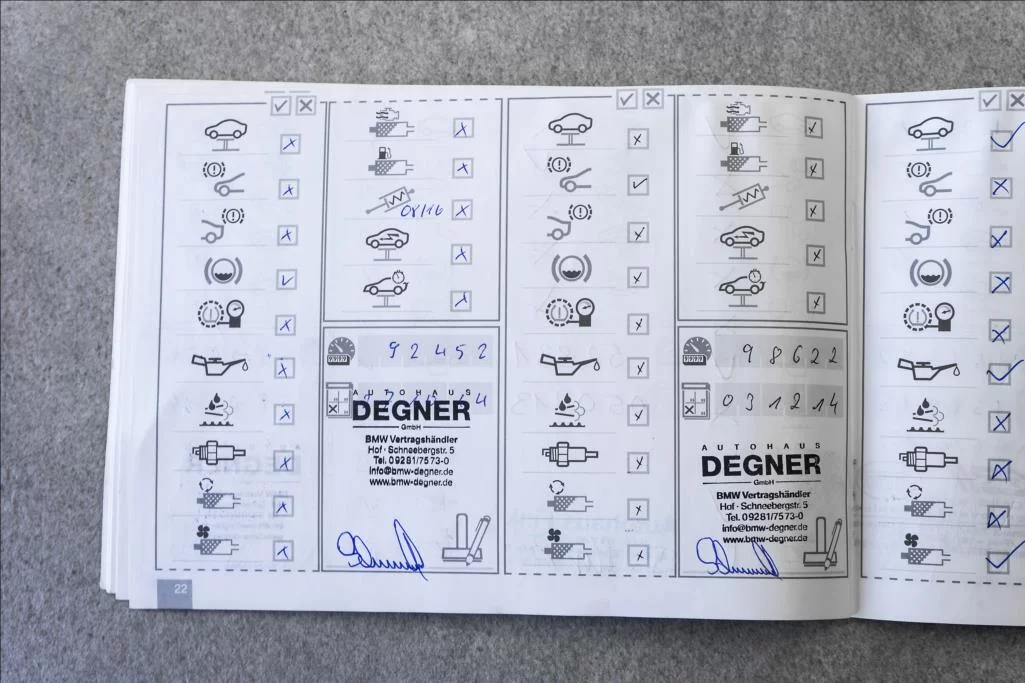 08/16
92452
AUTOHAUS
DEGNER
GmbH
BMW Vertragshändler
Hof · Schneebergstr. 5
Tel. 09281/7573-0
info@bmw-degner.de
www.bmw-degner.de
98622
031214
AUTOHAUS
DEGNER
GmbH
BMW Vertragshändler
Hof · Schneebergstr. 5
Tel. 09281/7573-0
info@bmw-degner.de
www.bmw-degner.de
22